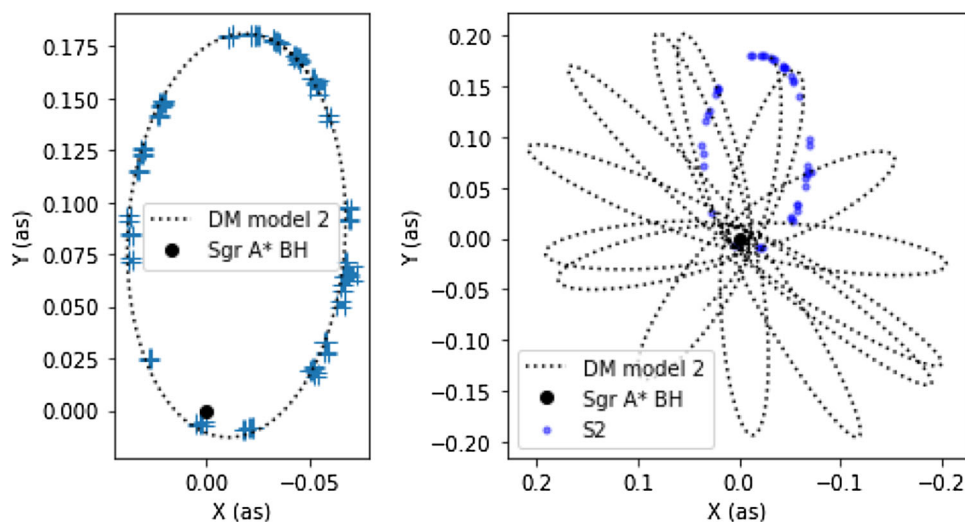 0.175
0.150
0.125
0.100
0.075
0.050
0.025
0.000
Y (as)
DM model 2
Sgr A* BH
0.00
−0.05
X (as)
0.20
0.15
0.10
0.05
0.00
−0.05
−0.10
−0.15
−0.20
Y (as)
DM model 2
Sgr A* BH
S2
0.2
0.1
0.0
−0.1
−0.2
X (as)